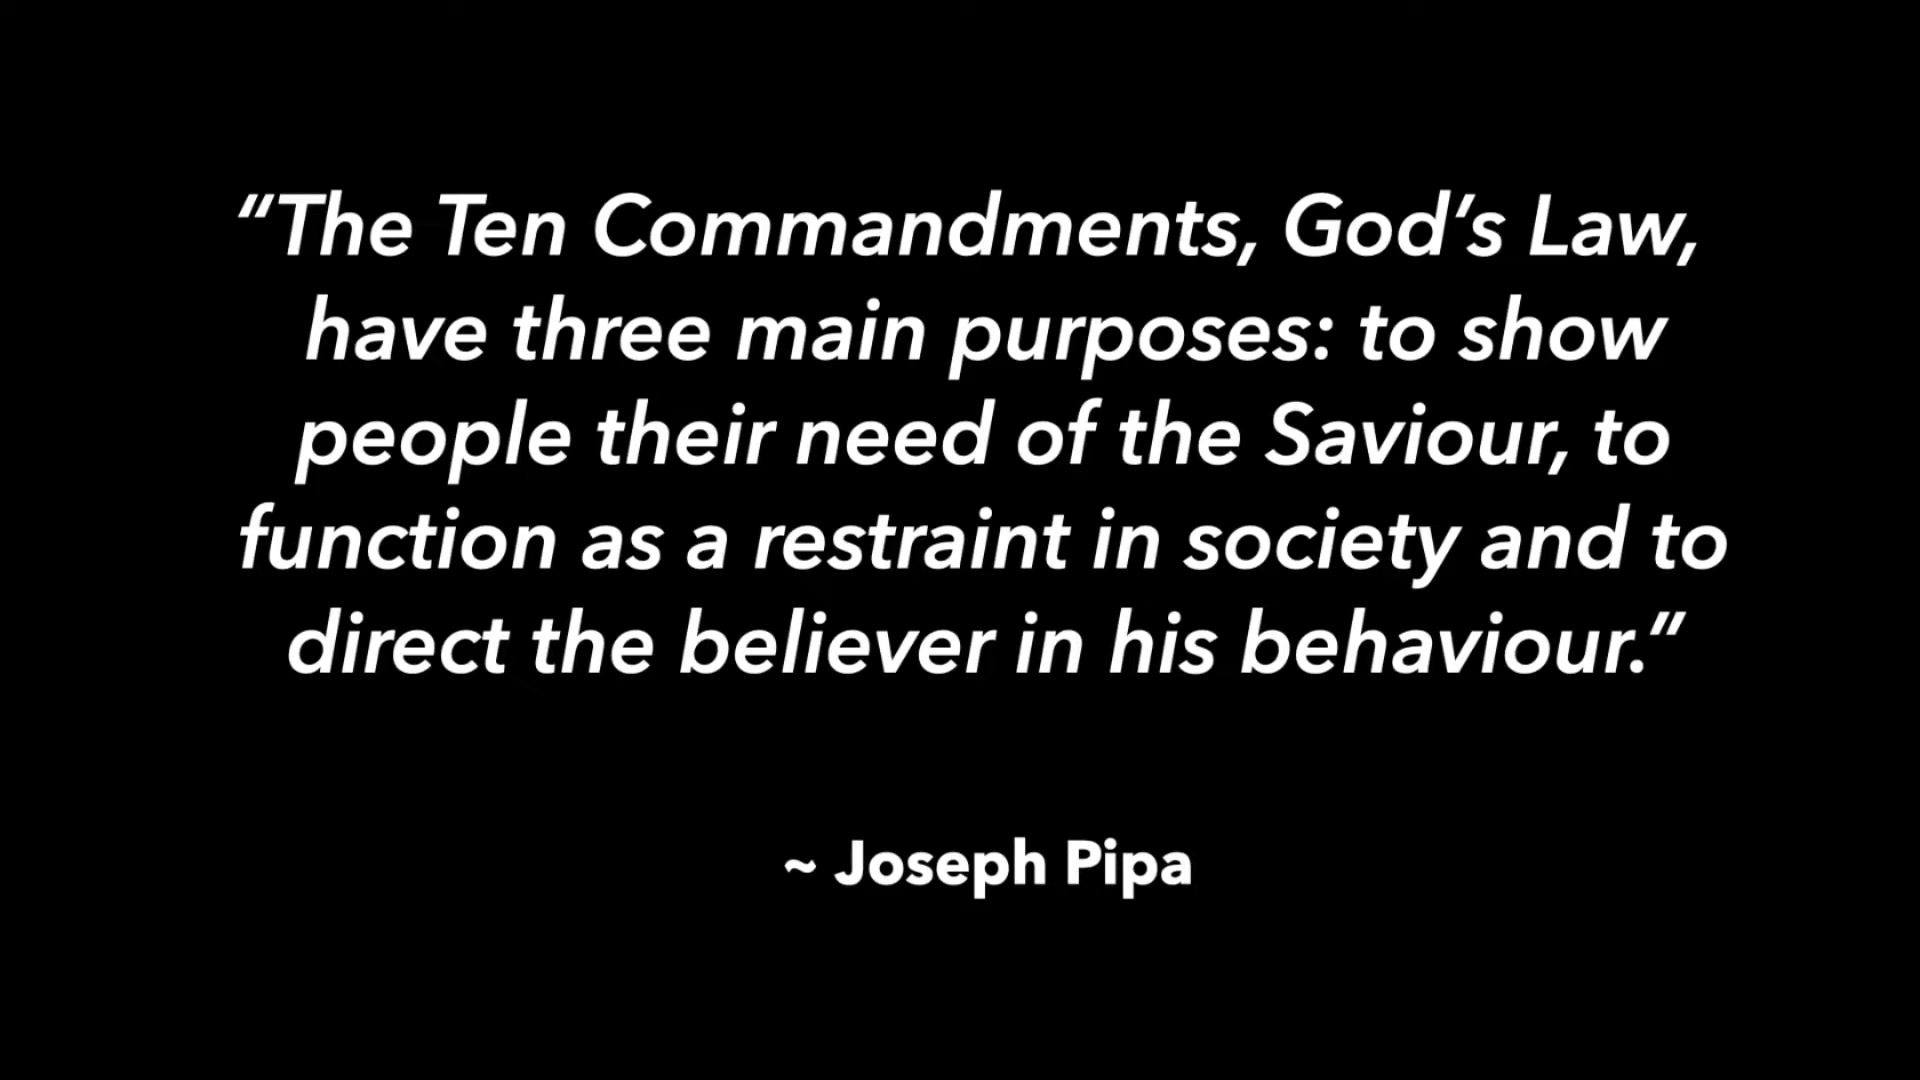 “The Ten Commandments, God’s Law,
have three main purposes: to show
people their need of the Saviour, to
function as a restraint in society and to
direct the believer in his behaviour.”
~ Joseph Pipa